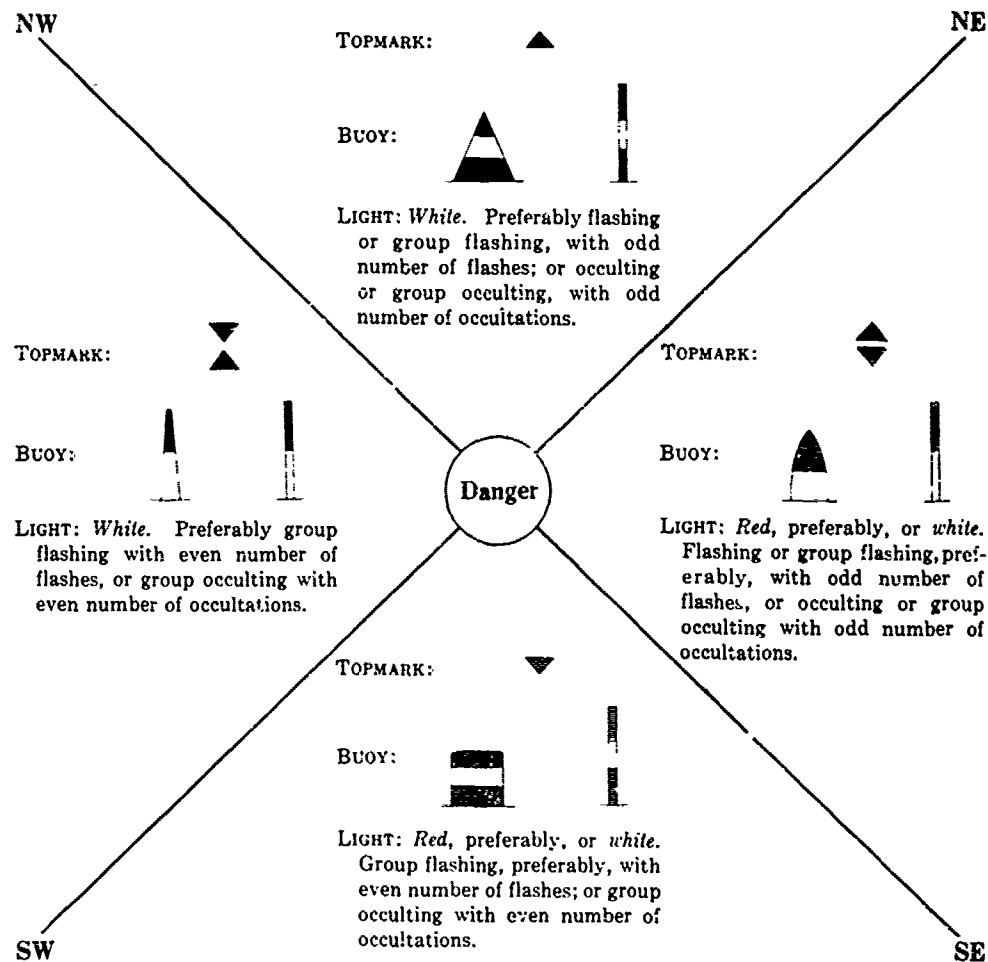 NW
NE
TOPMARK:
BUOY:
LIGHT: White. Preferably flashing
or group flashing, with odd
number of flashes; or occulting
or group occulting, with odd
number of occultations.
TOPMARK:
BUOY:
LIGHT: White. Preferably group
flashing with even number of
flashes, or group occulting with
even number of occultations.
Danger
TOPMARK:
BUOY:
LIGHT: Red, preferably, or white.
Flashing or group flashing, pref-
erably, with odd number of
flashes, or occulting or group
occulting with odd number of
occultations.
TOPMARK:
BUOY:
LIGHT: Red, preferably, or white.
Group flashing, preferably, with
even number of flashes; or group
occulting with even number of
occultations.
SW
SE